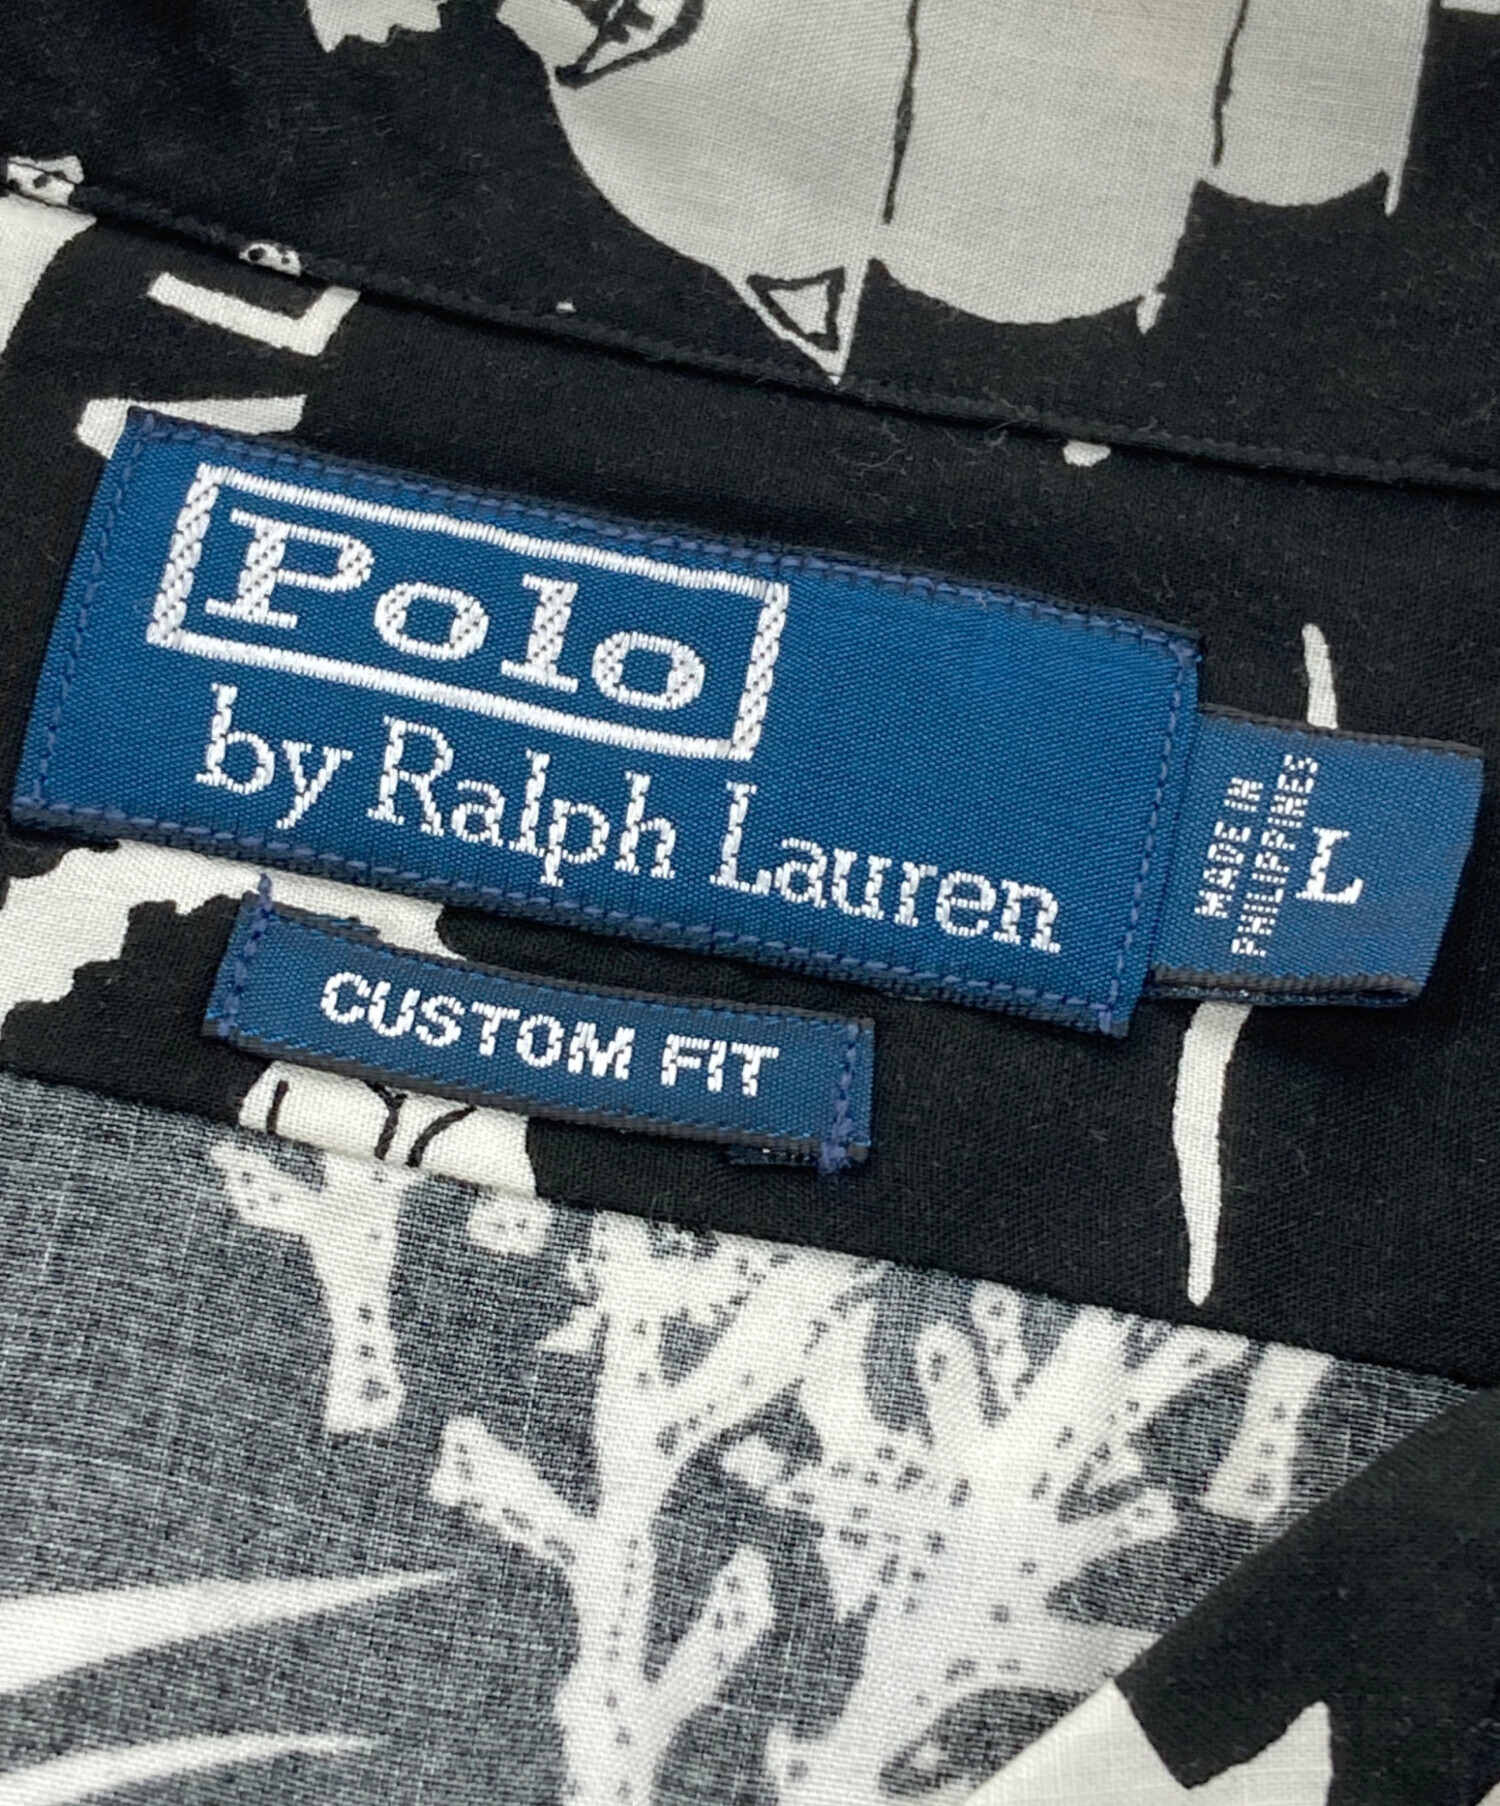 Polo
by Ralph Lauren
MADE IN
PHILIPPINES
L
CUSTOM FIT